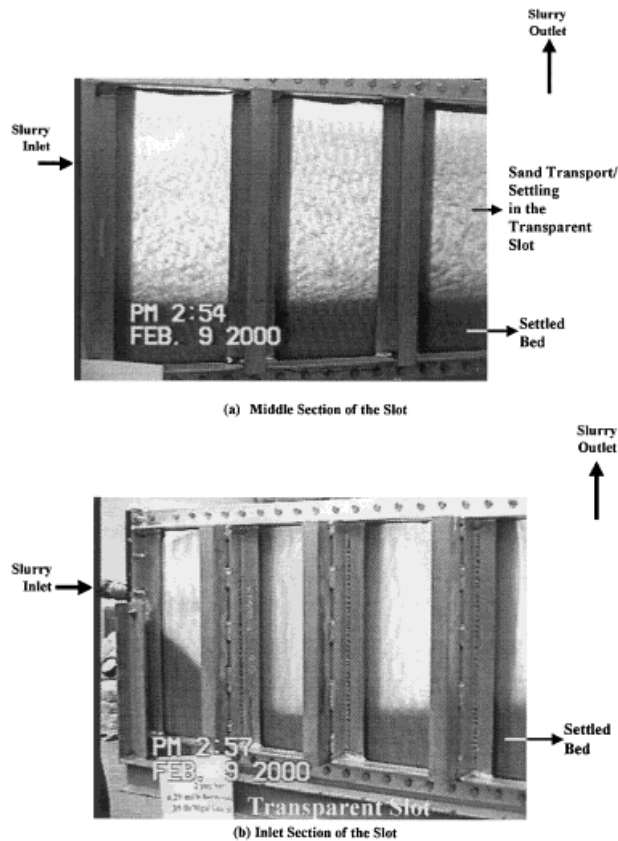 Slurry
Outlet
Slurry
Inlet
Sand Transport/
Settling
in the
Transparent
Slot
PM 2:54
FEB. 9 2000
Settled
Bed
(a) Middle Section of the Slot
Slurry
Outlet
Slurry
Inlet
Settled
Bed
PM 2:57
FEB. 9 2000
Transparent Slot
(b) Inlet Section of the Slot